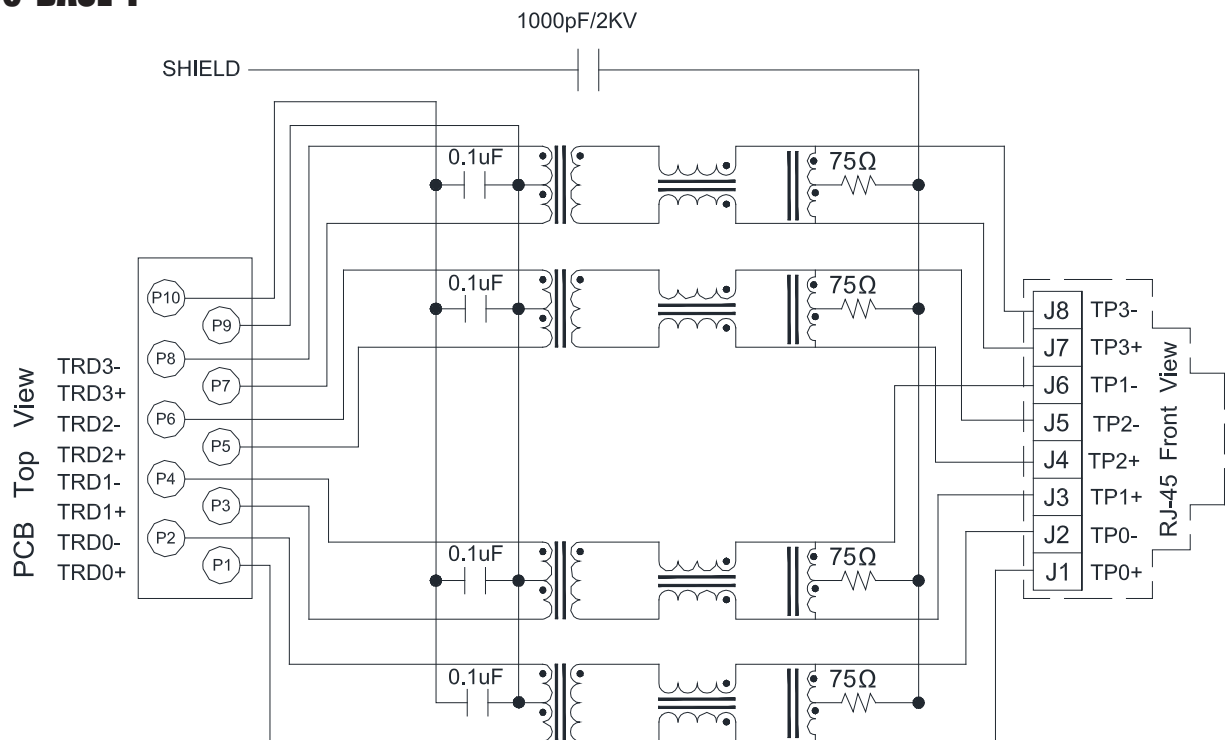 1000pF/2KV
SHIELD
0.1uF
75Ω
0.1uF
75Ω
P10
P9
P8
P7
P6
P5
P4
P3
P2
P1
TRD3-
TRD3+
TRD2-
TRD2+
TRD1-
TRD1+
TRD0-
TRD0+
PCB Top View
J8 TP3-
J7 TP3+
J6 TP1-
J5 TP2-
J4 TP2+
J3 TP1+
J2 TP0-
J1 TP0+
RJ-45 Front View
0.1uF
75Ω
0.1uF
75Ω